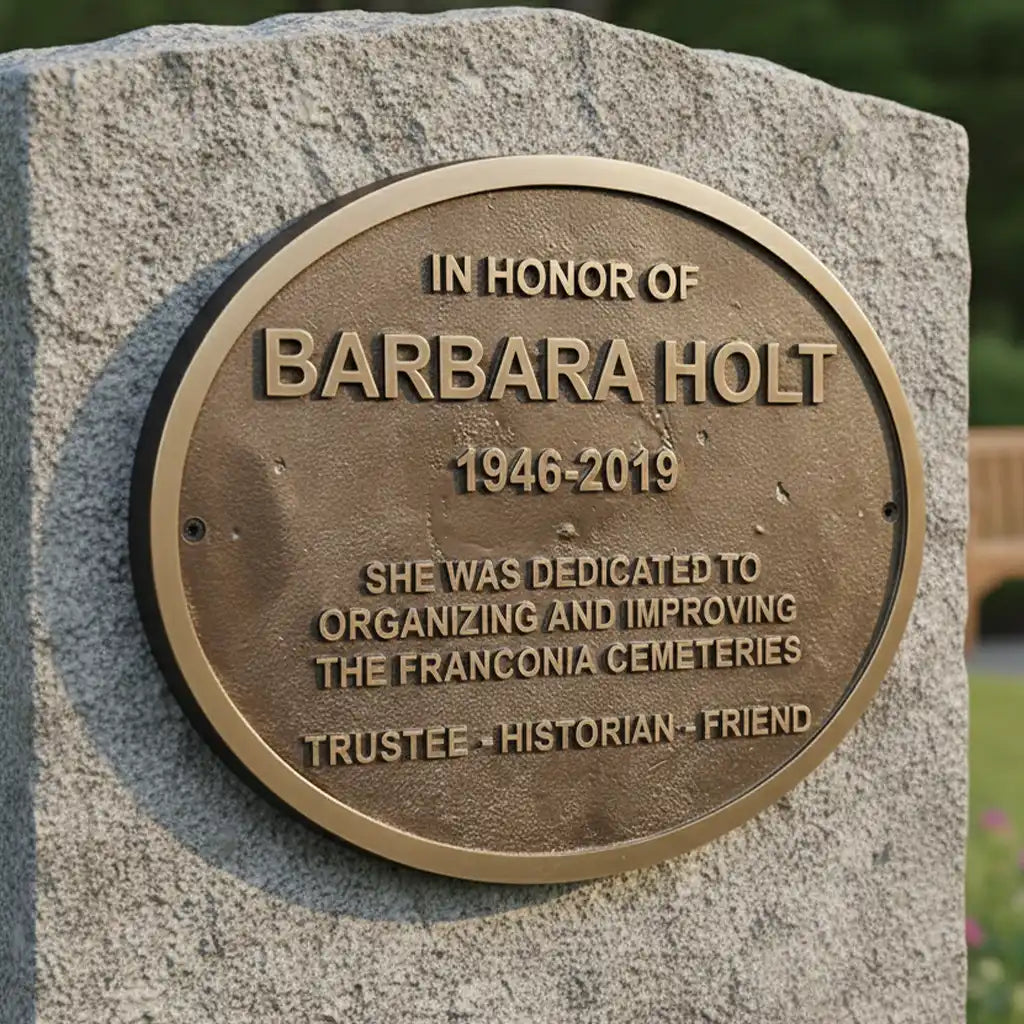 IN HONOR OF
BARBARA HOLT
1946-2019
SHE WAS DEDICATED TO
ORGANIZING AND IMPROVING
THE FRANCONIA CEMETERIES
TRUSTEE - HISTORIAN - FRIEND